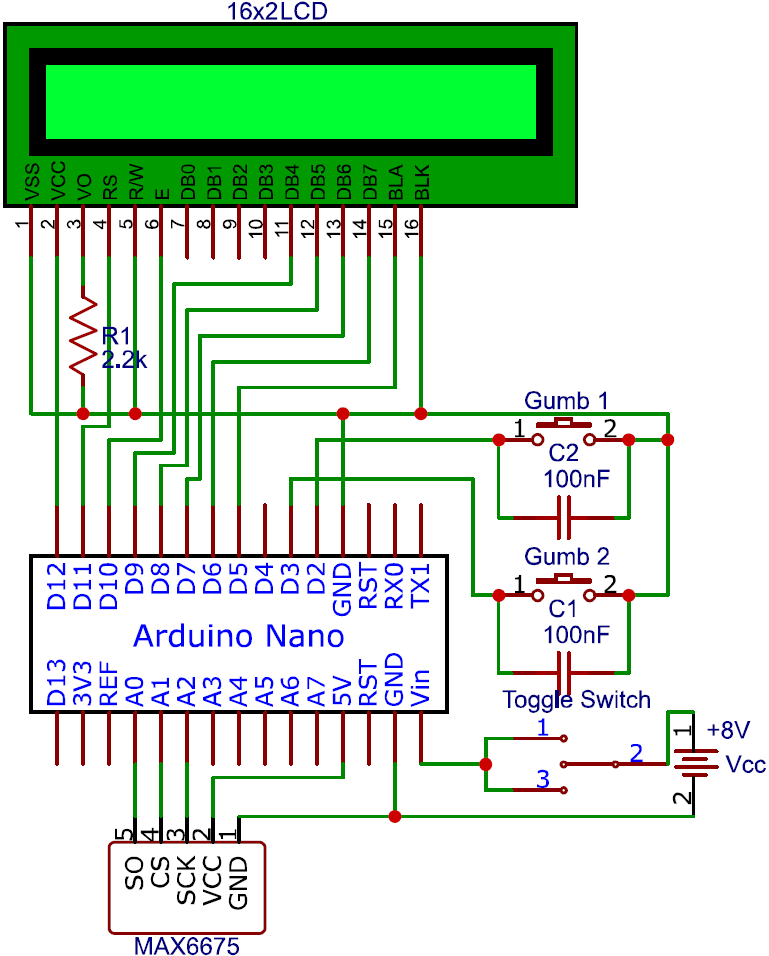 16x2LCD
VSS VCC VO RS R/W E DB0 DB1 DB2 DB3 DB4 DB5 DB6 DB7 BLA BLK
1 2 3 4 5 6 7 8 9 10 11 12 13 14 15 16
R1
2.2k
Gumb 1
1 2
C2
100nF
Gumb 2
1 2
C1
100nF
D12 D11 D10 D9 D8 D7 D6 D5 D4 D3 D2 GND RST RX0 TX1
Arduino Nano
D13 3V3 REF A0 A1 A2 A3 A4 A5 A6 A7 5V RST GND Vin
Toggle Switch
1
2
3
1
+8V
Vcc
2
5 4 3 2 1
SO CS SCK VCC GND
MAX6675